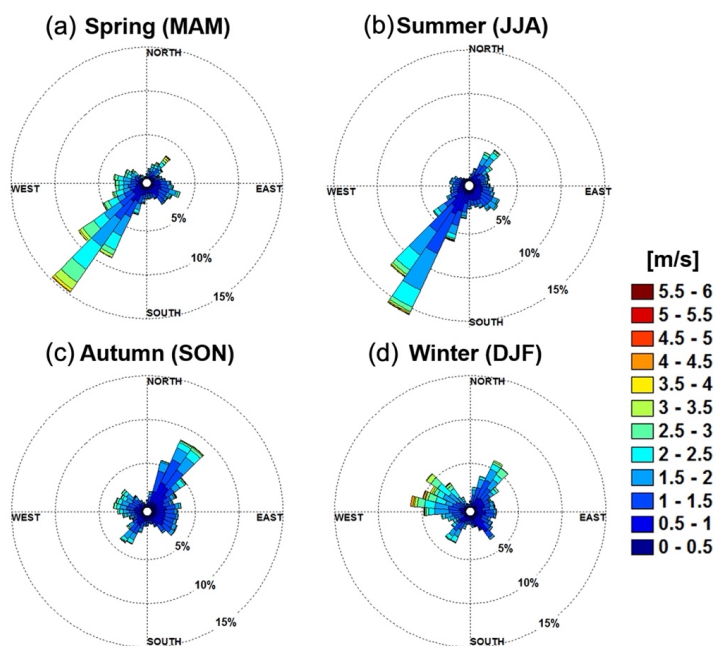 (a) Spring (MAM)
(b) Summer (JJA)
NORTH
WEST
EAST
SOUTH
5%
10%
15%
NORTH
WEST
EAST
SOUTH
5%
10%
15%
(c) Autumn (SON)
(d) Winter (DJF)
NORTH
WEST
EAST
SOUTH
5%
10%
15%
NORTH
WEST
EAST
SOUTH
5%
10%
15%
[m/s]
5.5 - 6
5 - 5.5
4.5 - 5
4 - 4.5
3.5 - 4
3 - 3.5
2.5 - 3
2 - 2.5
1.5 - 2
1 - 1.5
0.5 - 1
0 - 0.5